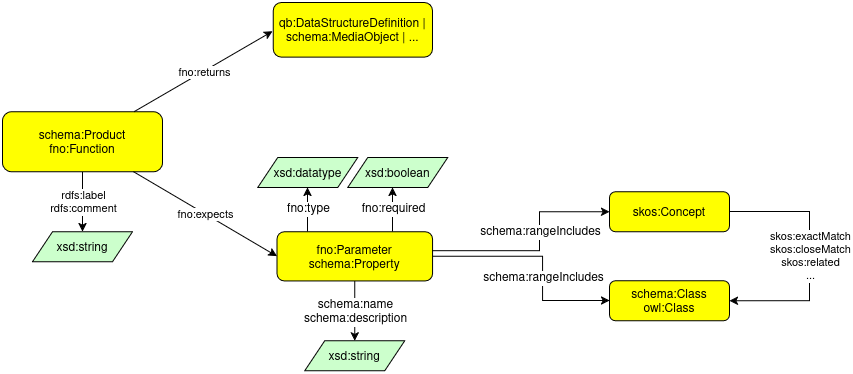 qb:DataStructureDefinition |
schema:MediaObject | ...
fno:returns
schema:Product
fno:Function
rdfs:label
rdfs:comment
xsd:string
fno:expects
xsd:datatype
xsd:boolean
fno:type
fno:required
fno:Parameter
schema:Property
schema:name
schema:description
xsd:string
schema:rangeIncludes
skos:Concept
schema:rangeIncludes
schema:Class
owl:Class
skos:exactMatch
skos:closeMatch
skos:related
...